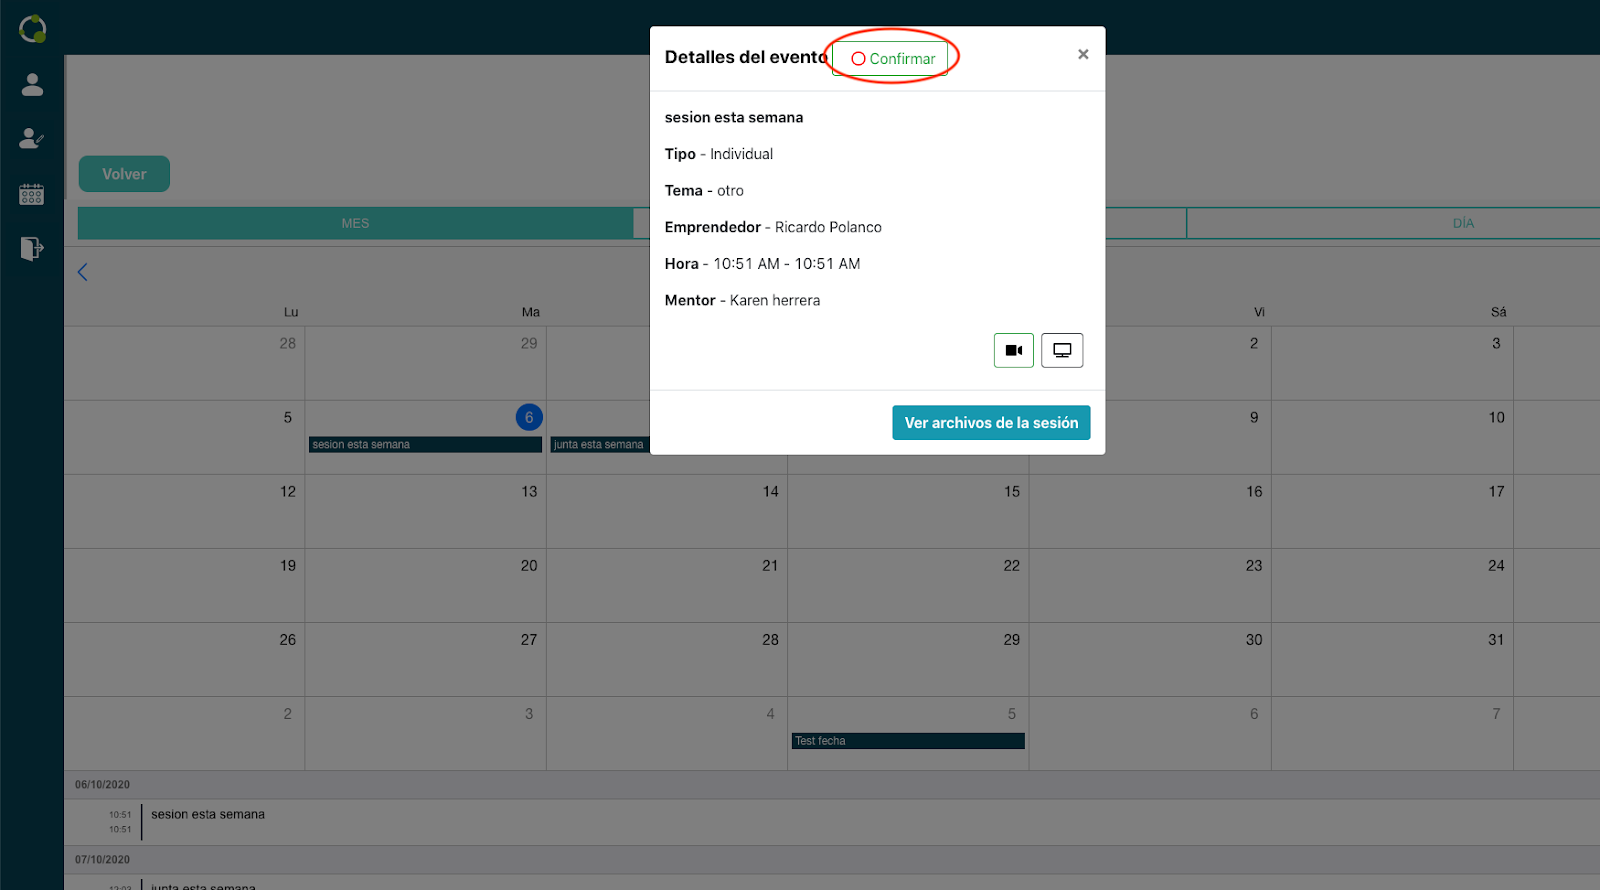 Detalles del evento
Confirmar
×
sesion esta semana
Tipo - Individual
Tema - otro
Emprendedor - Ricardo Polanco
Hora - 10:51 AM - 10:51 AM
Mentor - Karen herrera
Ver archivos de la sesión
Volver
MES
DÍA
Lu
Ma
Vi
Sá
28
29
2
3
5
6
9
10
sesion esta semana
junta esta semana
12
13
14
15
16
17
19
20
21
22
23
24
26
27
28
29
30
31
2
3
4
5
6
7
Test fecha
06/10/2020
10:51
sesion esta semana
10:51
07/10/2020
junta esta semana